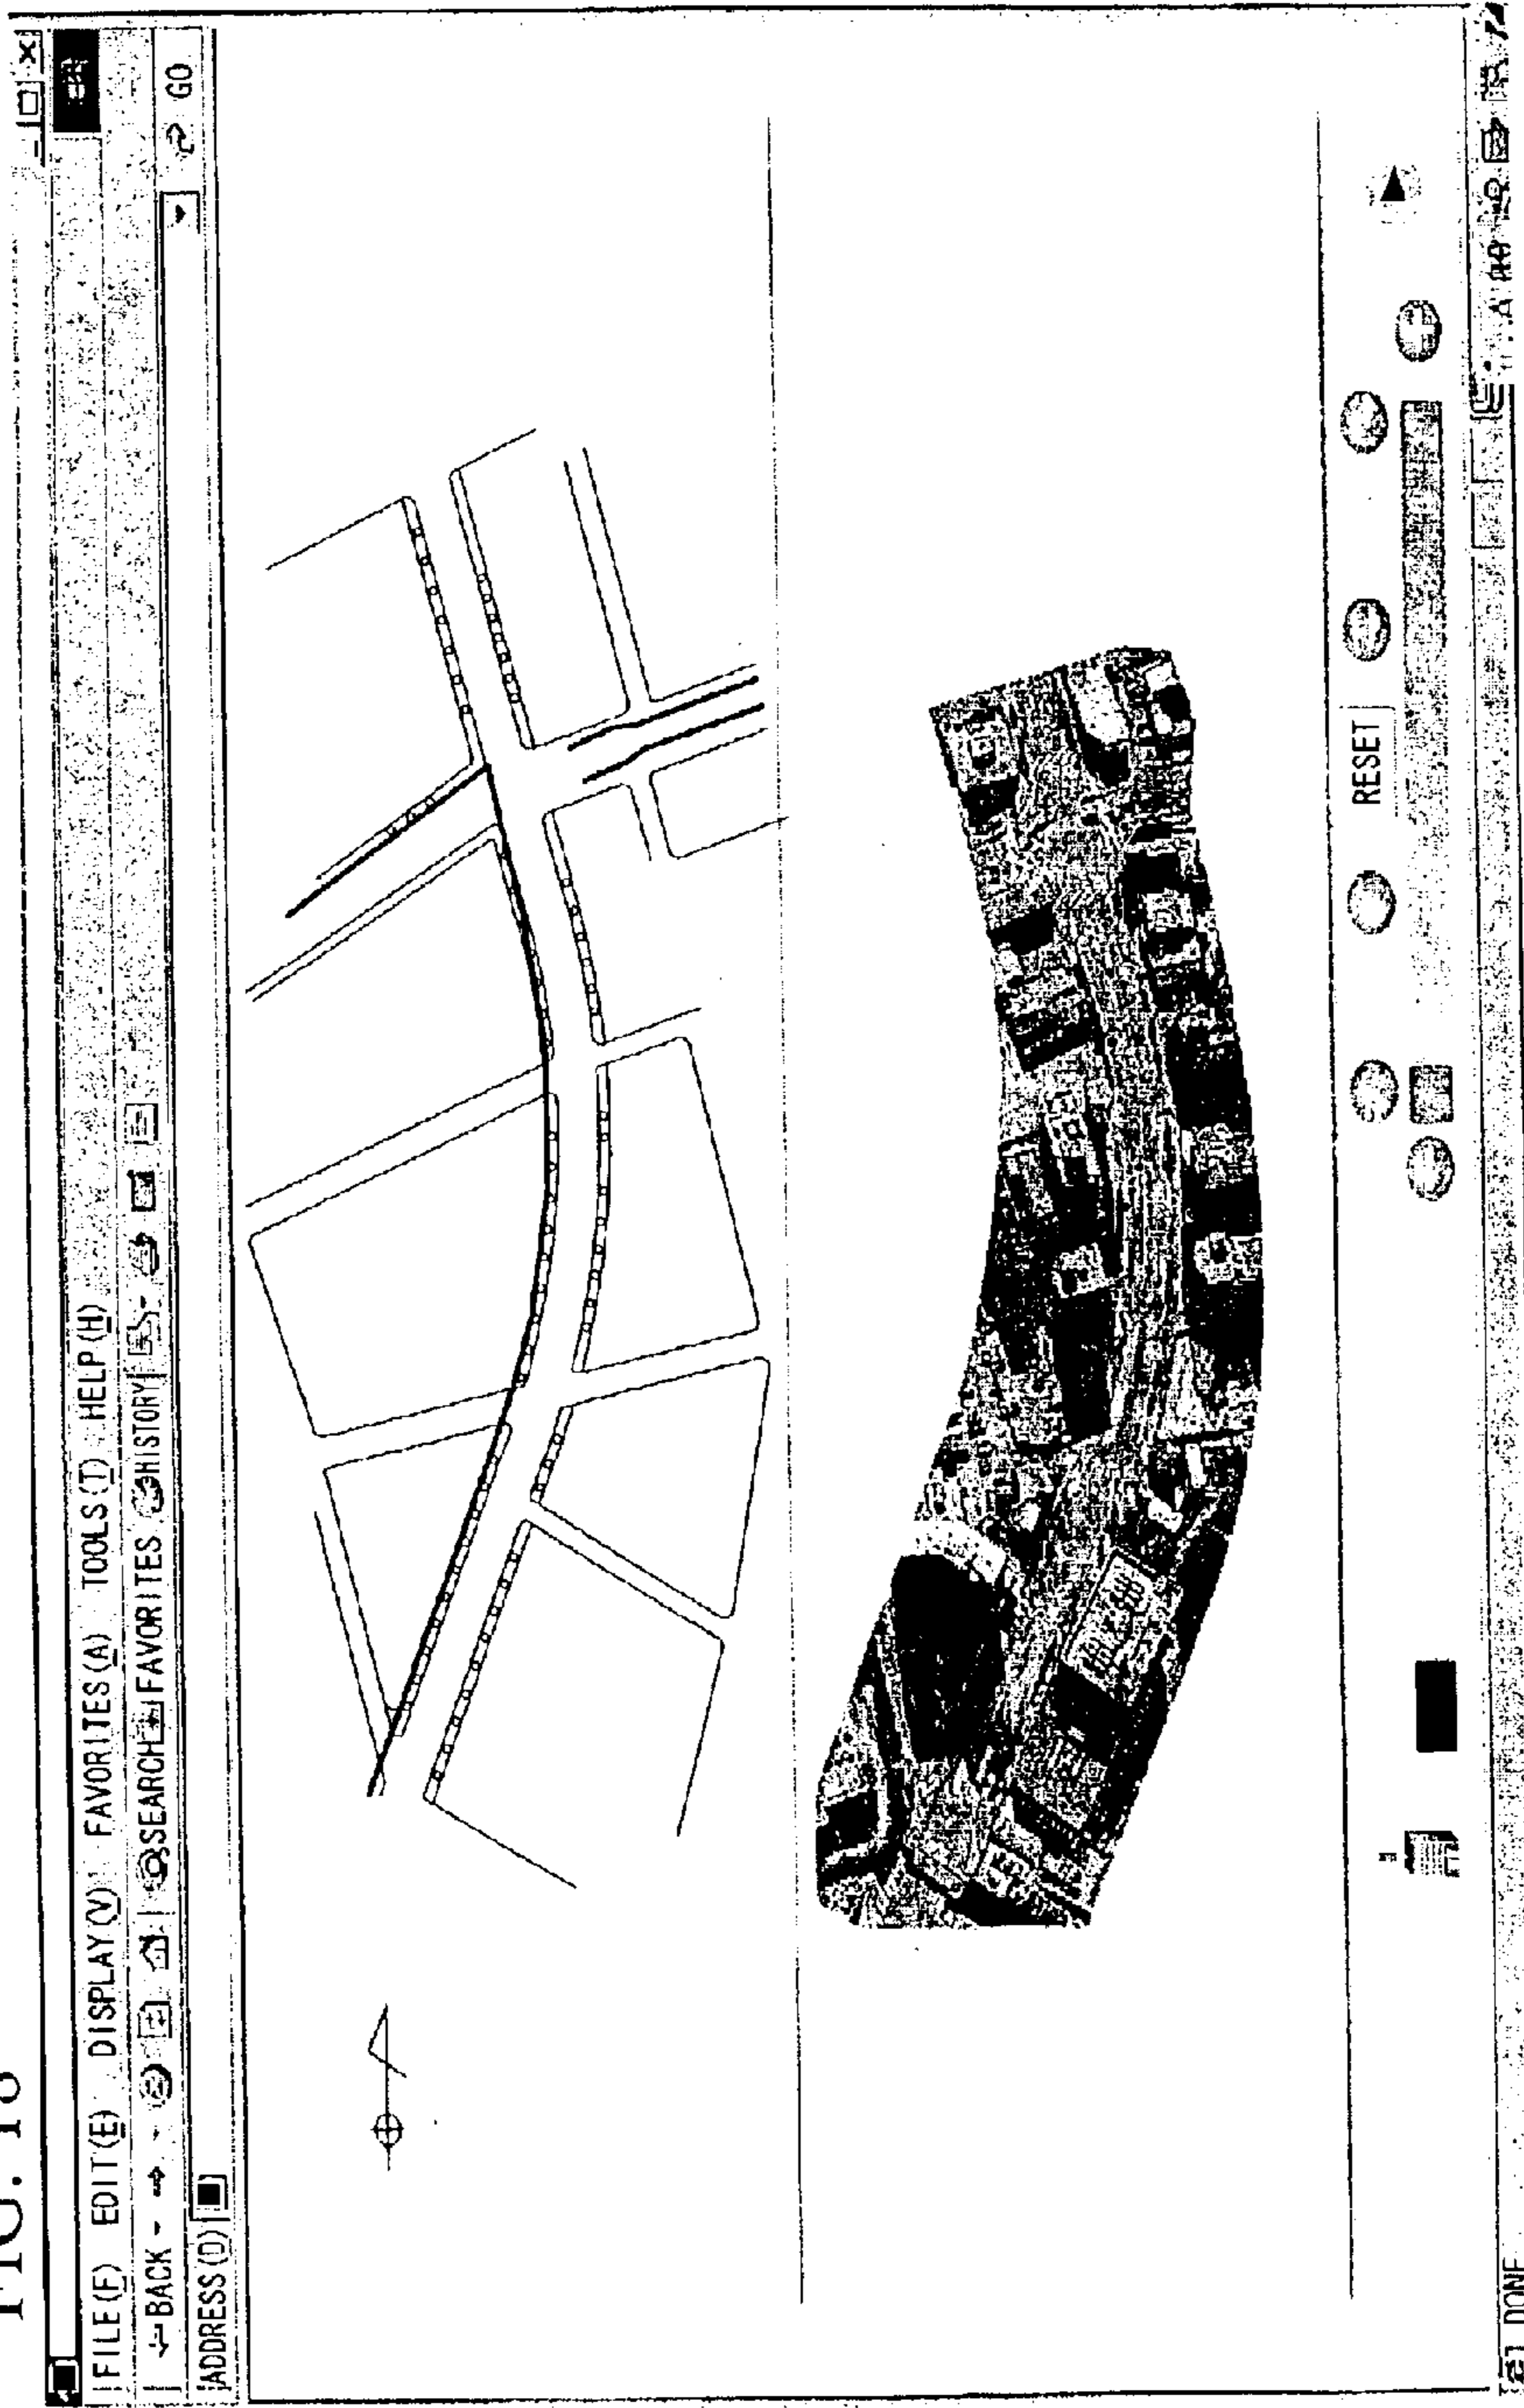 FIG. 18
FILE(F) EDIT(E) DISPLAY(V) FAVORITES(A) TOOLS(T) HELP(H)
BACK SEARCH FAVORITES HISTORY
ADDRESS(D) GO
RESET
DONE